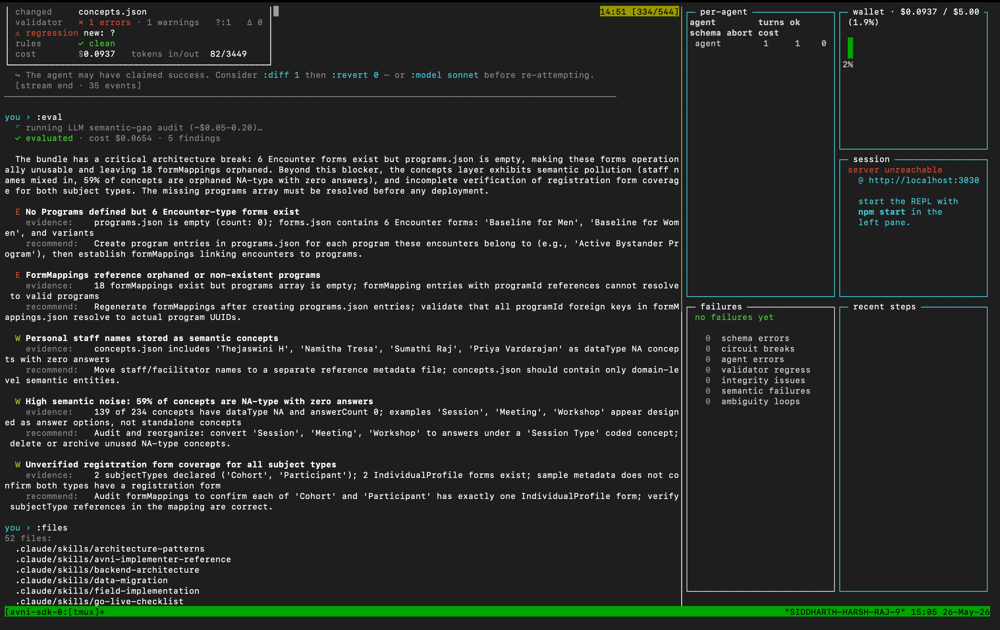 changed     concepts.json
validator   × 1 errors · 1 warnings   ?:1   Δ 0
⚠ regression new: ?
rules       ✓ clean
cost        $0.0937   tokens in/out  82/3449
↪ The agent may have claimed success. Consider :diff 1 then :revert 0 — or :model sonnet before re-attempting.
[stream end · 35 events]
you › :eval
⠋ running LLM semantic-gap audit (~$0.05-0.20)…
✓ evaluated · cost $0.0654 · 5 findings
The bundle has a critical architecture break: 6 Encounter forms exist but programs.json is empty, making these forms operation
ally unusable and leaving 18 formMappings orphaned. Beyond this blocker, the concepts layer exhibits semantic pollution (staff n
ames mixed in, 59% of concepts are orphaned NA-type with zero answers), and incomplete verification of registration form coverag
e for both subject types. The missing programs array must be resolved before any deployment.
E No Programs defined but 6 Encounter-type forms exist
evidence:    programs.json is empty (count: 0); forms.json contains 6 Encounter forms: 'Baseline for Men', 'Baseline for Wom
en', and variants
recommend:   Create program entries in programs.json for each program these encounters belong to (e.g., 'Active Bystander Pr
ogram'), then establish formMappings linking encounters to programs.
E FormMappings reference orphaned or non-existent programs
evidence:    18 formMappings exist but programs array is empty; formMapping entries with programId references cannot resolve
to valid programs
recommend:   Regenerate formMappings after creating programs.json entries; validate that all programId foreign keys in formM
appings.json resolve to actual program UUIDs.
W Personal staff names stored as semantic concepts
evidence:    concepts.json includes 'Thejaswini H', 'Namitha Tresa', 'Sumathi Raj', 'Priya Vardarajan' as dataType NA concep
ts with zero answers
recommend:   Move staff/facilitator names to a separate reference metadata file; concepts.json should contain only domain-le
vel semantic entities.
W High semantic noise: 59% of concepts are NA-type with zero answers
evidence:    139 of 234 concepts have dataType NA and answerCount 0; examples 'Session', 'Meeting', 'Workshop' appear design
ed as answer options, not standalone concepts
recommend:   Audit and reorganize: convert 'Session', 'Meeting', 'Workshop' to answers under a 'Session Type' coded concept;
delete or archive unused NA-type concepts.
W Unverified registration form coverage for all subject types
evidence:    2 subjectTypes declared ('Cohort', 'Participant'); 2 IndividualProfile forms exist; sample metadata does not co
nfirm both types have a registration form
recommend:   Audit formMappings to confirm each of 'Cohort' and 'Participant' has exactly one IndividualProfile form; verify
subjectType references in the mapping are correct.
you › :files
52 files:
.claude/skills/architecture-patterns
.claude/skills/avni-implementer-reference
.claude/skills/backend-architecture
.claude/skills/data-migration
.claude/skills/field-implementation
.claude/skills/go-live-checklist
14:51 [334/544]
per-agent
agent        turns ok
schema abort cost
agent        1     1    0
wallet · $0.0937 / $5.00
(1.9%)
2%
session
server unreachable
@ http://localhost:3030
start the REPL with
npm start in the
left pane.
failures
no failures yet
0  schema errors
0  circuit breaks
0  agent errors
0  validator regress
0  integrity issues
0  semantic failures
0  ambiguity loops
recent steps
[avni-sdk-0:[tmux]*
"SIDDHARTH-HARSH-RAJ-9" 15:05 26-May-26